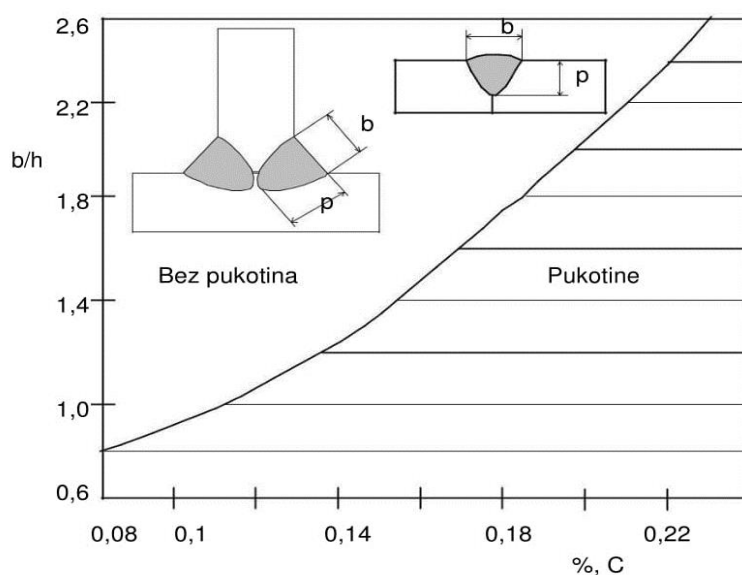 2,6
b
p
2,2
b
b/h
1,8
p
Bez pukotina
Pukotine
1,4
1,0
0,6
0,08
0,1
0,14
0,18
0,22
%, C